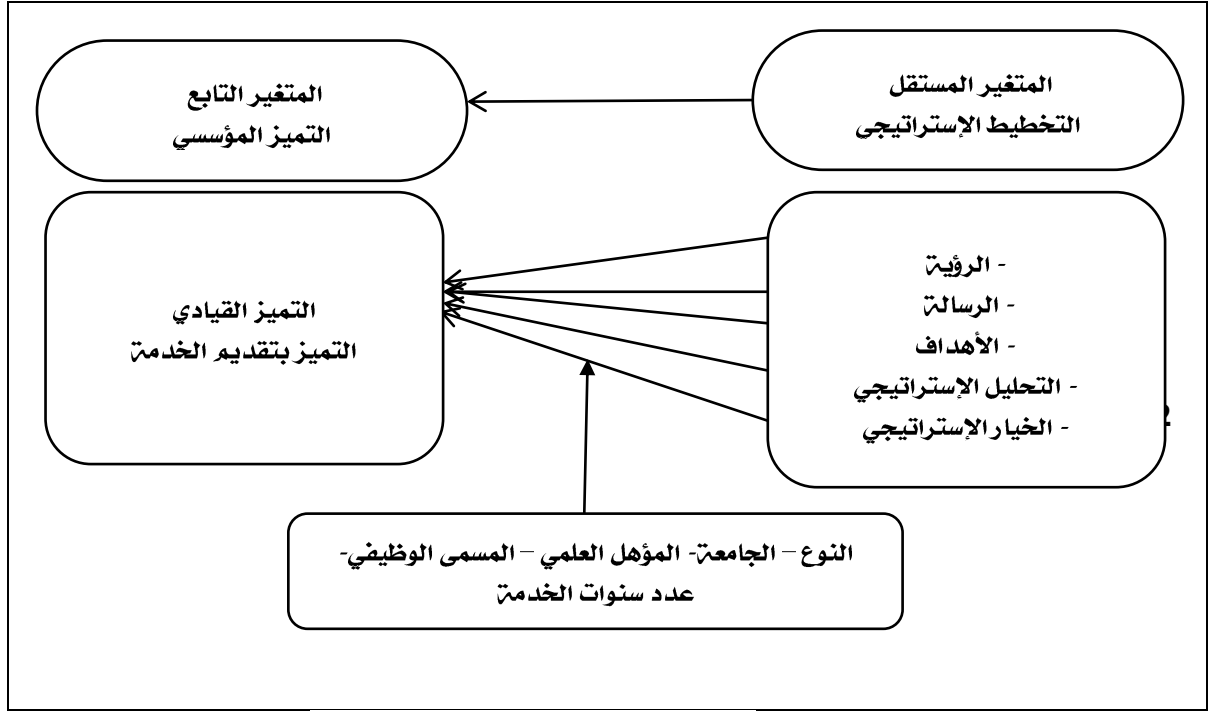 المتغير المستقل
التخطيط الإستراتيجي
المتغير التابع
التميز المؤسسي
- الرؤية
- الرسالة
- الأهداف
- التحليل الإستراتيجي
- الخيار الإستراتيجي
التميز القيادي
التميز بتقديم الخدمة
النوع – الجامعة- المؤهل العلمي – المسمى الوظيفي-
عدد سنوات الخدمة